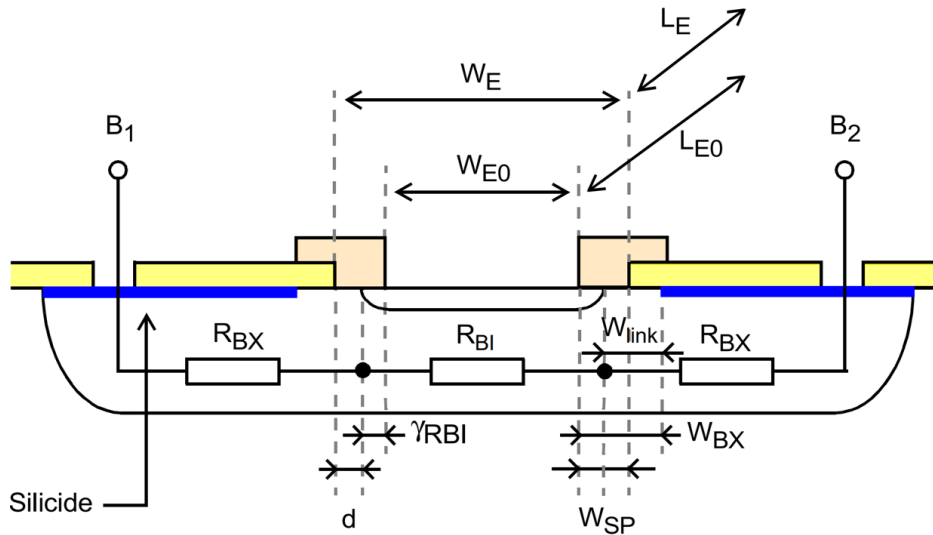 L_E
W_E
B_1
B_2
L_E0
W_E0
W_link
R_BX
R_BI
R_BX
γ_RBI
W_BX
Silicide
d
W_SP